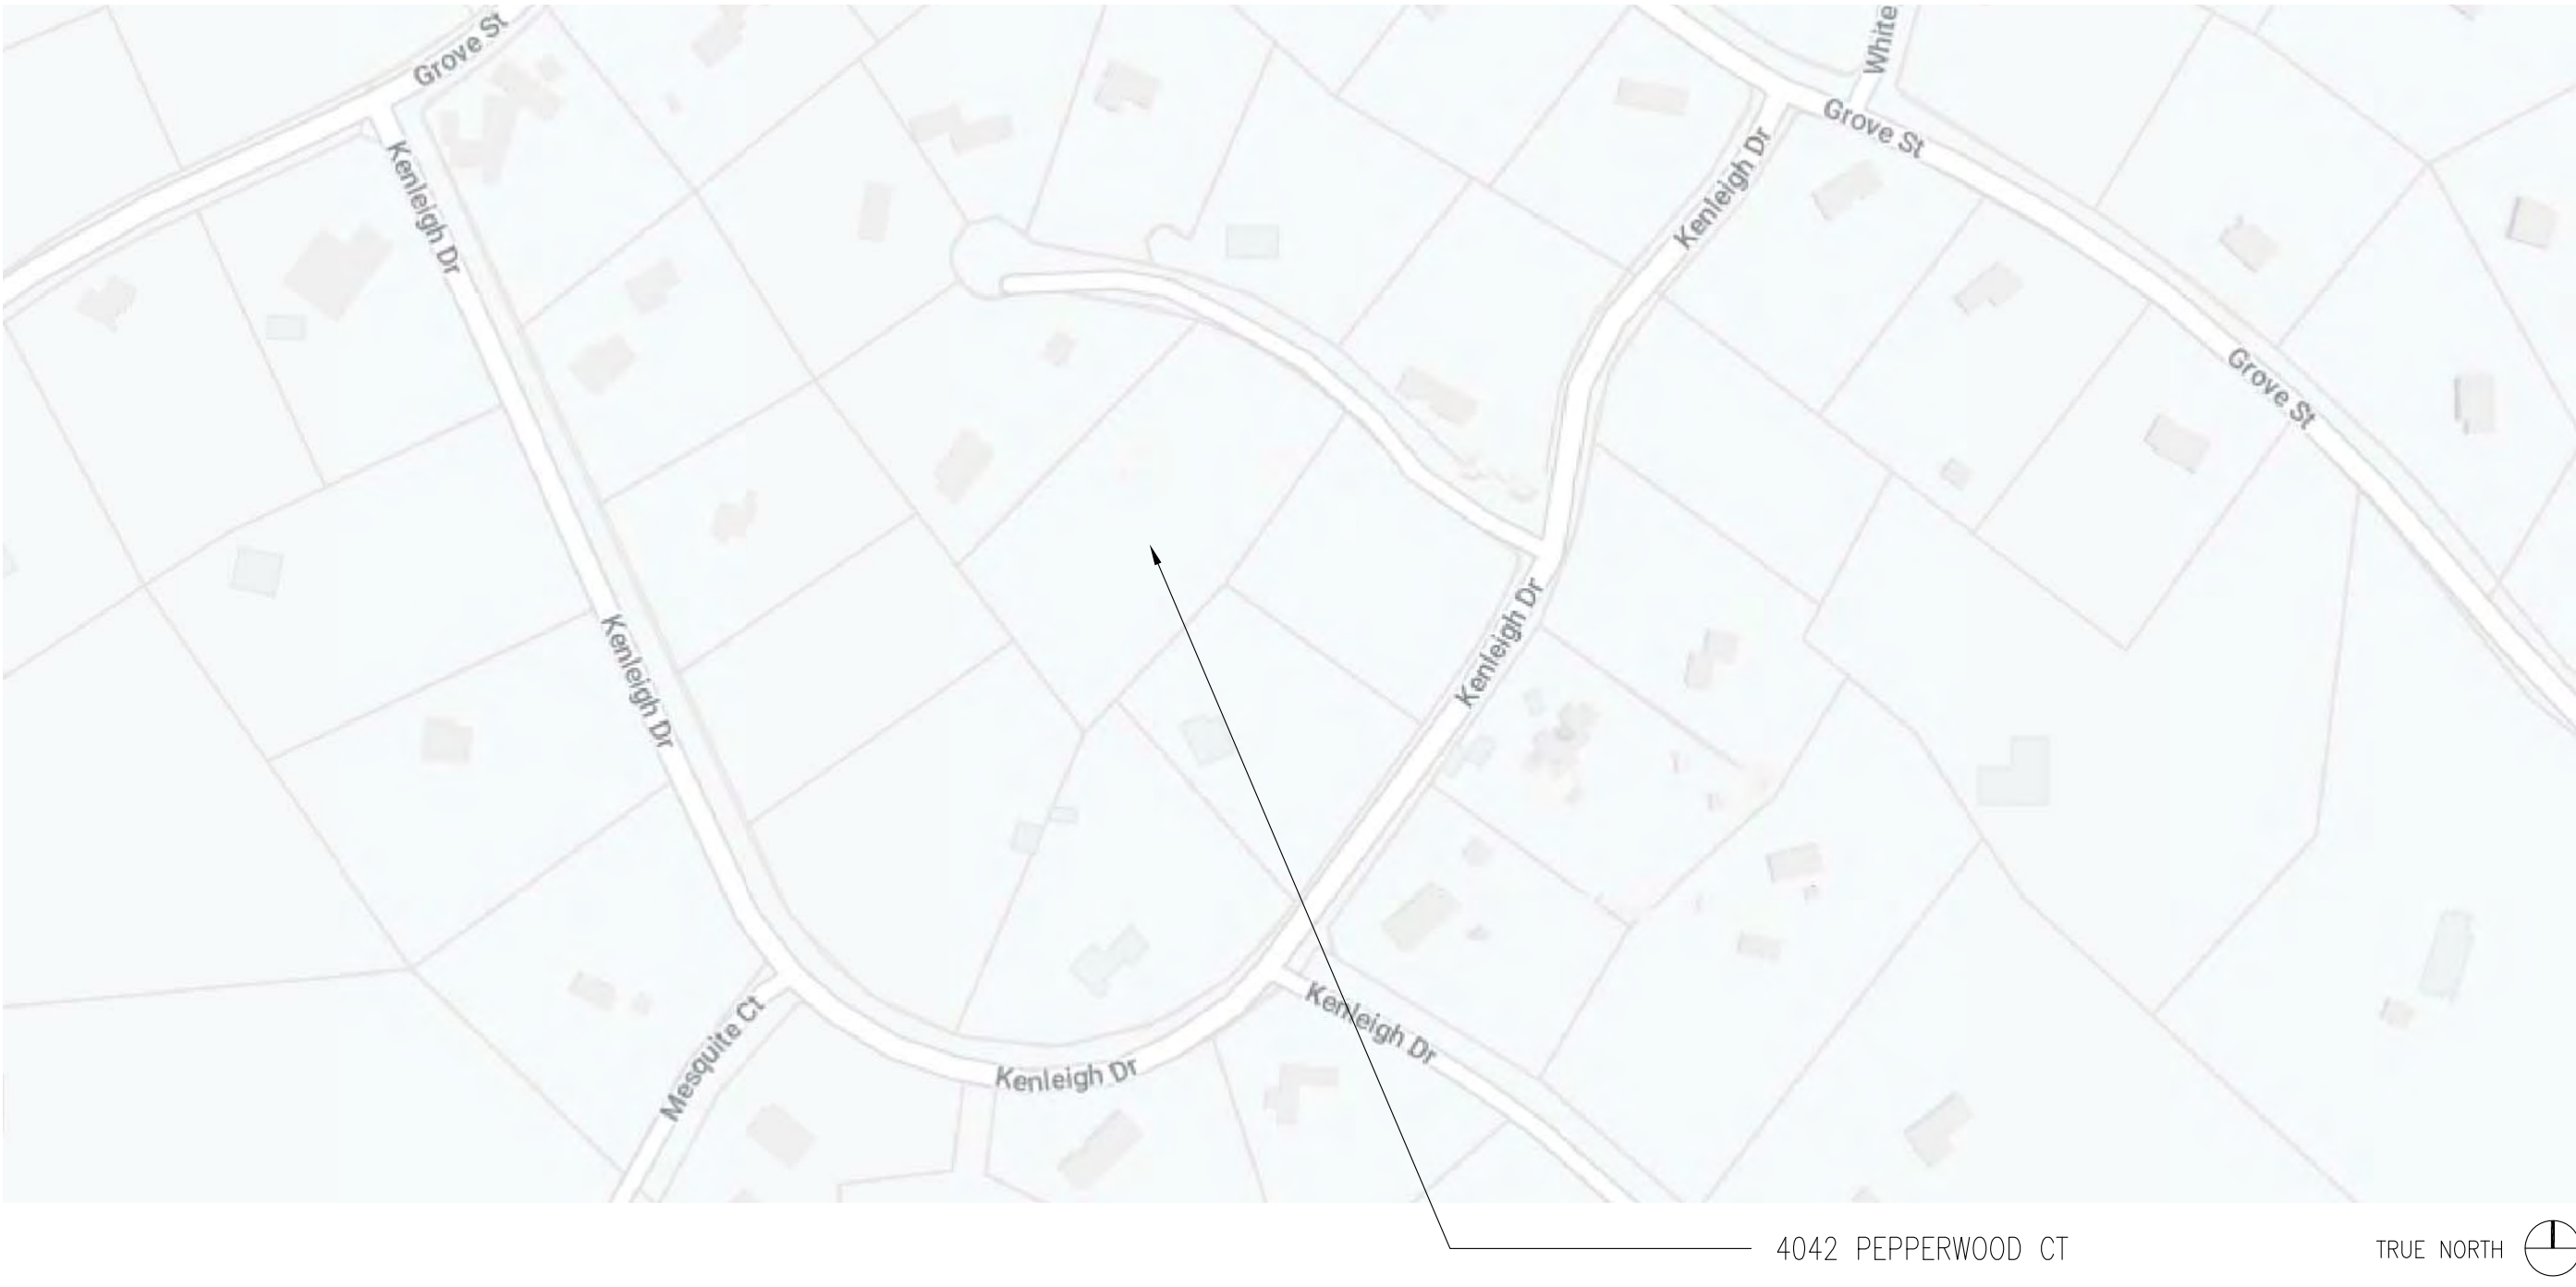 Grove St
White
Grove St
Kenleigh Dr
Kenleigh Dr
Grove St
Kenleigh Dr
Kenleigh Dr
Mesquite Ct
Kenleigh Dr
Kenleigh Dr
4042 PEPPERWOOD CT
TRUE NORTH